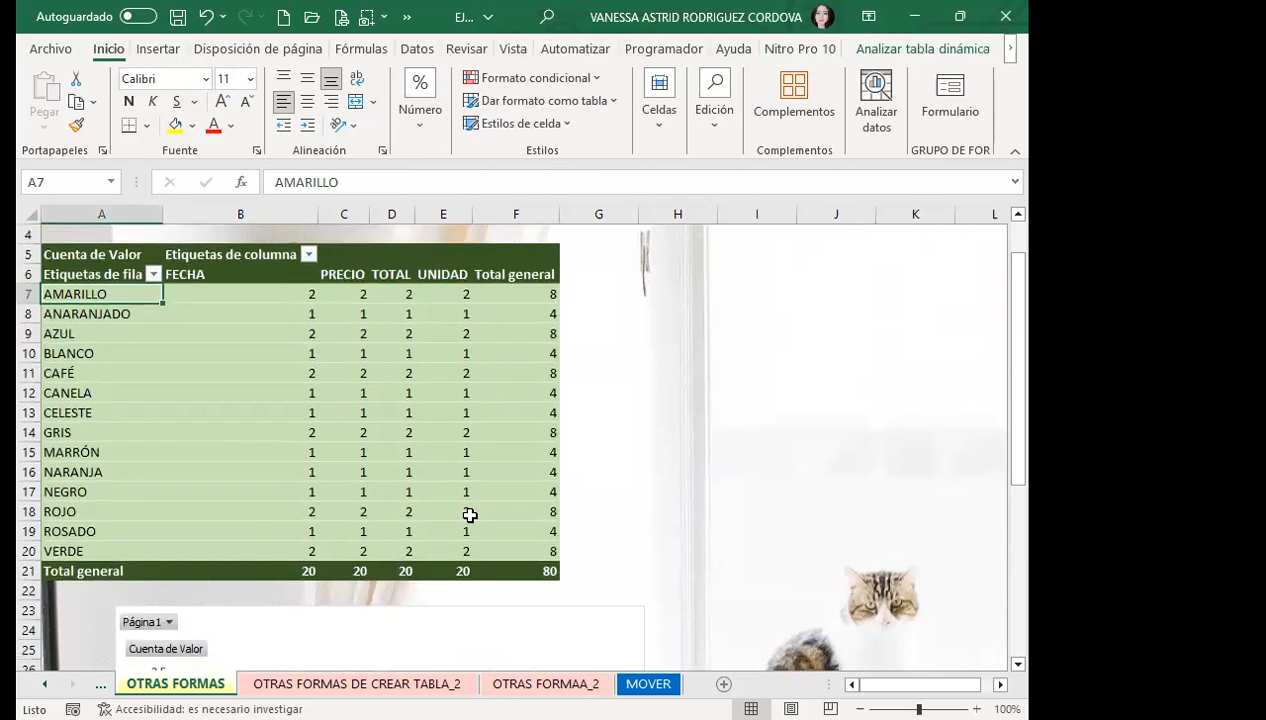 Autoguardado EJ... VANESSA ASTRID RODRIGUEZ CORDOVA
Archivo Inicio Insertar Disposición de página Fórmulas Datos Revisar Vista Automatizar Programador Ayuda Nitro Pro 10 Analizar tabla dinámica
Calibri 11
Formato condicional
Dar formato como tabla
Estilos de celda
Pegar Número Celdas Edición Complementos Analizar datos Formulario
Portapapeles Fuente Alineación Estilos Complementos GRUPO DE FOR
A7 fx AMARILLO
A B C D E F G H I J K L
4
5 Cuenta de Valor Etiquetas de columna
6 Etiquetas de fila FECHA PRECIO TOTAL UNIDAD Total general
7 AMARILLO 2 2 2 2 8
8 ANARANJADO 1 1 1 1 4
9 AZUL 2 2 2 2 8
10 BLANCO 1 1 1 1 4
11 CAFÉ 2 2 2 2 8
12 CANELA 1 1 1 1 4
13 CELESTE 1 1 1 1 4
14 GRIS 2 2 2 2 8
15 MARRÓN 1 1 1 1 4
16 NARANJA 1 1 1 1 4
17 NEGRO 1 1 1 1 4
18 ROJO 2 2 2 8
19 ROSADO 1 1 1 1 4
20 VERDE 2 2 2 2 8
21 Total general 20 20 20 20 80
22
23
24 Página1
25 Cuenta de Valor
... OTRAS FORMAS OTRAS FORMAS DE CREAR TABLA_2 OTRAS FORMAA_2 MOVER
Listo Accesibilidad: es necesario investigar 100%